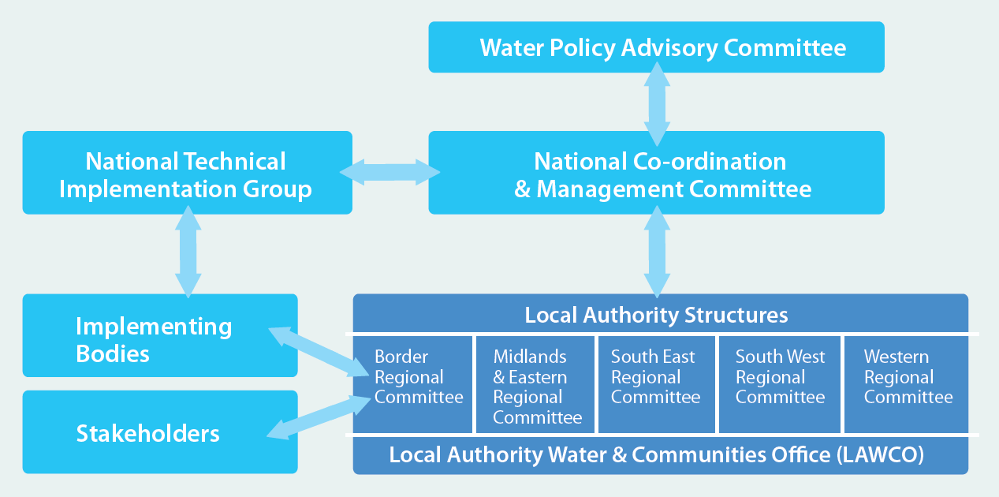 Water Policy Advisory Committee
National Technical
Implementation Group
National Co-ordination
& Management Committee
Implementing
Bodies
Stakeholders
Local Authority Structures
Border
Regional
Committee
Midlands
& Eastern
Regional
Committee
South East
Regional
Committee
South West
Regional
Committee
Western
Regional
Committee
Local Authority Water & Communities Office (LAWCO)